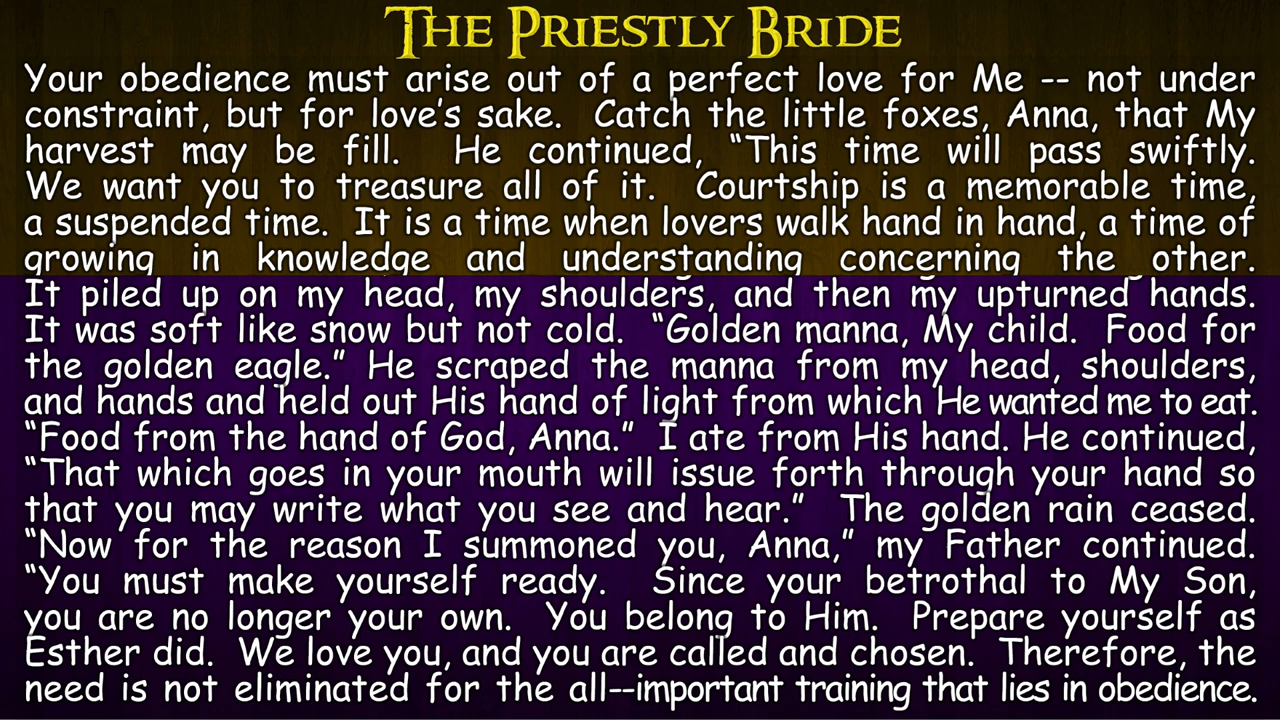 The Priestly Bride
Your obedience must arise out of a perfect love for Me -- not under
constraint, but for love’s sake.  Catch the little foxes, Anna, that My
harvest may be fill.  He continued, “This time will pass swiftly.
We want you to treasure all of it.  Courtship is a memorable time,
a suspended time.  It is a time when lovers walk hand in hand, a time of
growing in knowledge and understanding concerning the other.
It piled up on my head, my shoulders, and then my upturned hands.
It was soft like snow but not cold.  “Golden manna, My child.  Food for
the golden eagle.” He scraped the manna from my head, shoulders,
and hands and held out His hand of light from which He wanted me to eat.
“Food from the hand of God, Anna.”  I ate from His hand. He continued,
“That which goes in your mouth will issue forth through your hand so
that you may write what you see and hear.”  The golden rain ceased.
“Now for the reason I summoned you, Anna,” my Father continued.
“You must make yourself ready.  Since your betrothal to My Son,
you are no longer your own.  You belong to Him.  Prepare yourself as
Esther did.  We love you, and you are called and chosen.  Therefore, the
need is not eliminated for the all--important training that lies in obedience.